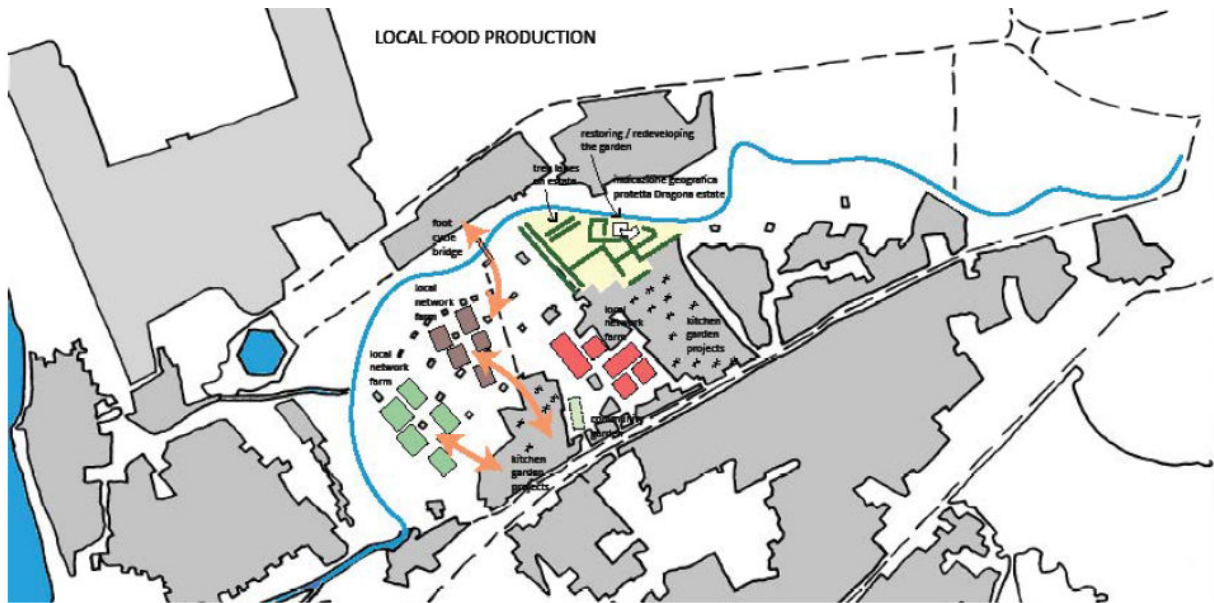 LOCAL FOOD PRODUCTION
restoring / redeveloping
the garden
tree lanes
on estate
indicazione geografica
protetta Dragona estate
foot
cycle
bridge
local
network
farm
local
network
farm
kitchen
garden
projects
local
network
farm
community
garden
kitchen
garden
projects